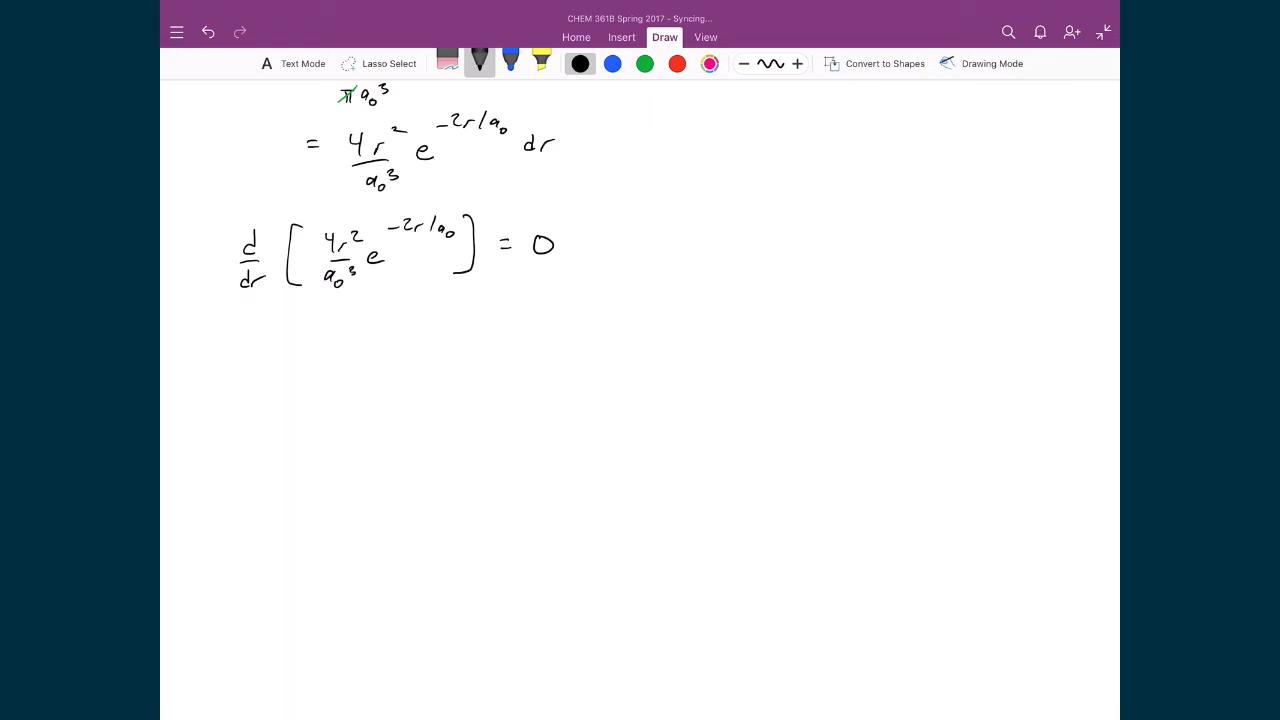 CHEM 361B Spring 2017 - Syncing...
Home Insert Draw View
Text Mode Lasso Select Convert to Shapes Drawing Mode
π a₀³
= 4r²/a₀³ e^(-2r/a₀) dr
d/dr [ 4r²/a₀³ e^(-2r/a₀) ] = 0